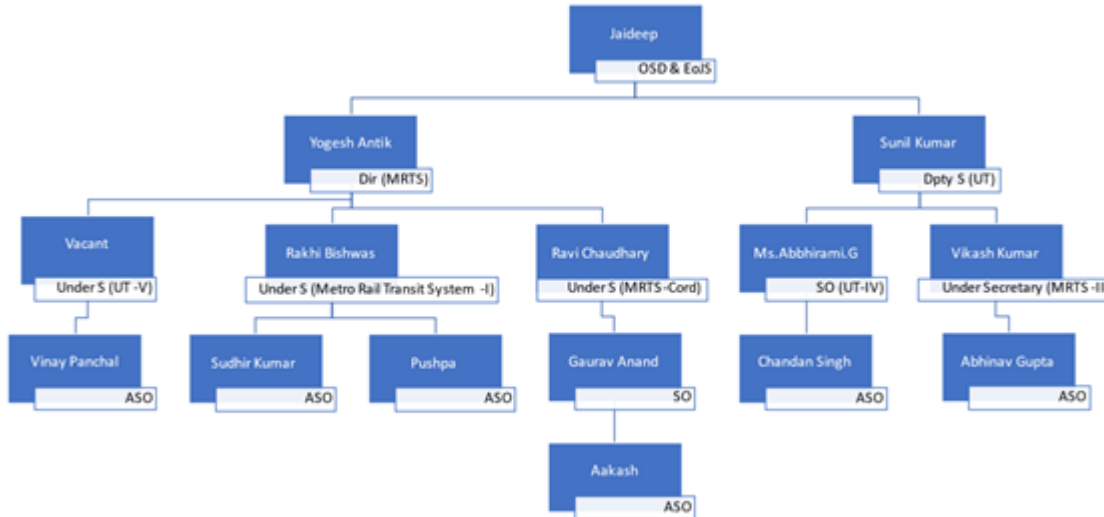 Jaideep
OSD & EoJS
Yogesh Antik
Dir (MRTS)
Sunil Kumar
Dpty S (UT)
Vacant
Under S (UT -V)
Rakhi Bishwas
Under S (Metro Rail Transit System -I)
Ravi Chaudhary
Under S (MRTS -Cord)
Ms.Abbhirami.G
SO (UT-IV)
Vikash Kumar
Under Secretary (MRTS -II
Vinay Panchal
ASO
Sudhir Kumar
ASO
Pushpa
ASO
Gaurav Anand
SO
Chandan Singh
ASO
Abhinav Gupta
ASO
Aakash
ASO